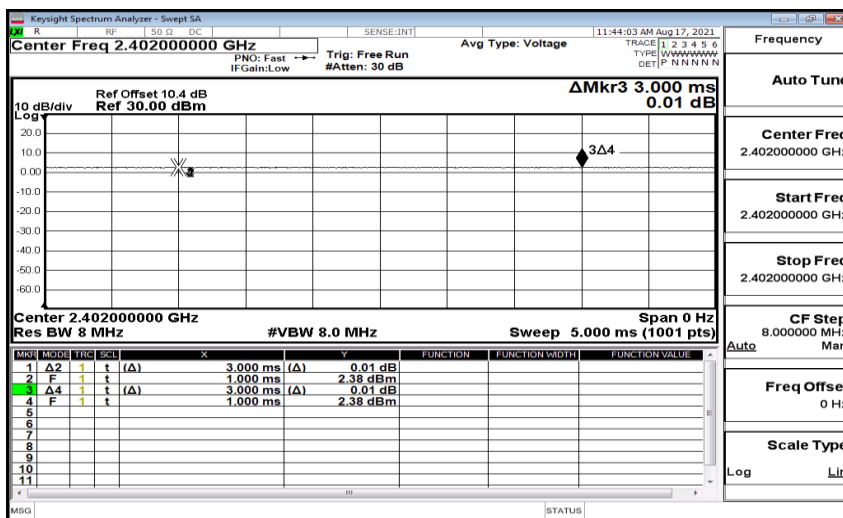 Keysight Spectrum Analyzer - Swept SA
LXI R RF 50 Ω DC SENSE:INT 11:44:03 AM Aug 17, 2021
Center Freq 2.402000000 GHz
PNO: Fast
IFGain:Low
Trig: Free Run
#Atten: 30 dB
Avg Type: Voltage
TRACE 1 2 3 4 5 6
TYPE WWWWWW
DET P N N N N N
Ref Offset 10.4 dB
10 dB/div Ref 30.00 dBm
Log
ΔMkr3 3.000 ms
0.01 dB
20.0
10.0
0.00
-10.0
-20.0
-30.0
-40.0
-50.0
-60.0
3Δ4
Center 2.402000000 GHz Span 0 Hz
Res BW 8 MHz #VBW 8.0 MHz Sweep 5.000 ms (1001 pts)
MKR MODE TRC SCL X Y FUNCTION FUNCTION WIDTH FUNCTION VALUE
1 Δ2 1 t (Δ) 3.000 ms (Δ) 0.01 dB
2 F 1 t 1.000 ms 2.38 dBm
3 Δ4 1 t (Δ) 3.000 ms (Δ) 0.01 dB
4 F 1 t 1.000 ms 2.38 dBm
5
6
7
8
9
10
11
MSG STATUS
Frequency
Auto Tune
Center Freq
2.402000000 GHz
Start Freq
2.402000000 GHz
Stop Freq
2.402000000 GHz
CF Step
8.000000 MHz
Auto Man
Freq Offset
0 Hz
Scale Type
Log Lin